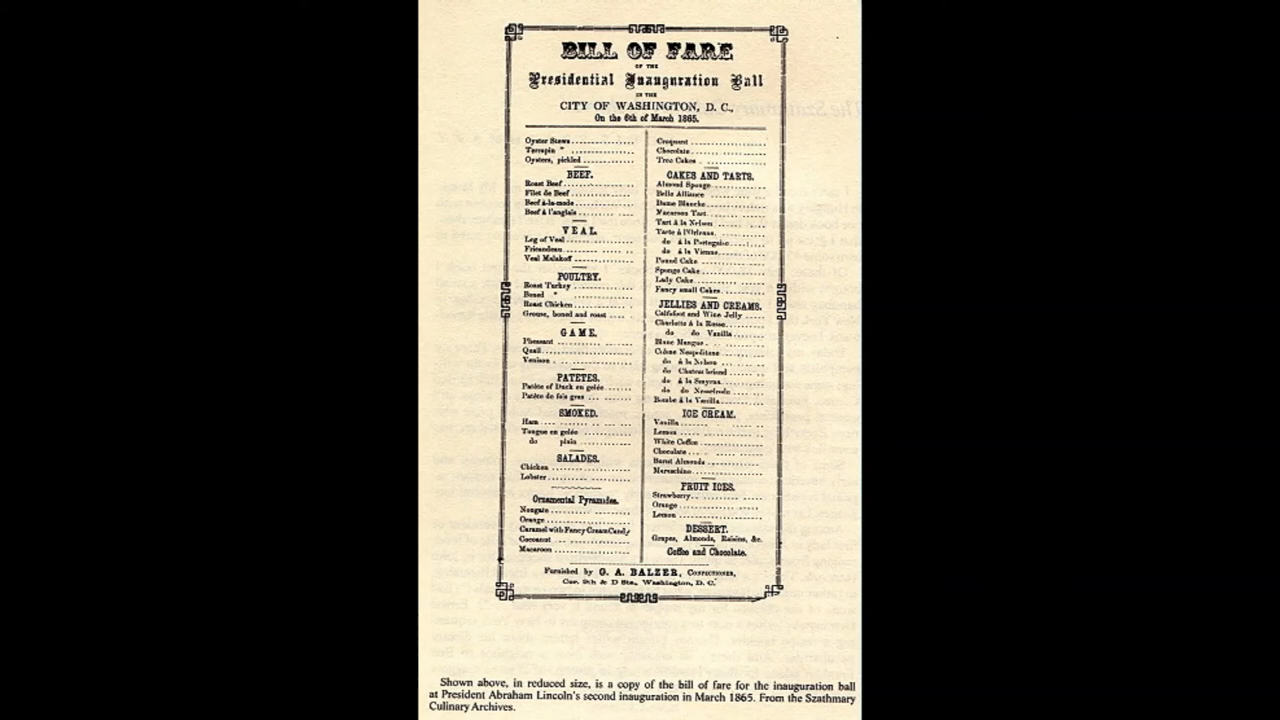 BILL OF FARE
OF THE
Presidential Inauguration Ball
IN THE
CITY OF WASHINGTON, D. C.,
On the 6th of March 1865.
Oyster Stews
Terrapin "
Oysters, pickled
BEEF.
Roast Beef
Filet de Beef
Beef à-la-mode
Beef à l'anglais
VEAL.
Leg of Veal
Fricandeau
Veal Malakoff
POULTRY.
Roast Turkey
Boned "
Roast Chicken
Grouse, boned and roast
GAME.
Pheasant
Quail
Venison
PATETES.
Patète of Duck en gelée
Patète de fois gras
SMOKED.
Ham
Tongue en gelée
do plain
SALADES.
Chicken
Lobster
Ornamental Pyramides.
Nougate
Orange
Caramel with Fancy Cream Candy
Cocoanut
Macaroon
Croquant
Chocolate
Tree Cakes
CAKES AND TARTS.
Almond Sponge
Belle Alliance
Dame Blanche
Macaroon Tart
Tart à la Nelson
Tarte à l'Orleans
do à la Portugaise
do à la Vienne
Pound Cake
Sponge Cake
Lady Cake
Fancy small Cakes
JELLIES AND CREAMS.
Calfsfoot and Wine Jelly
Charlotte à la Russe
do do Vanilla
Blanc Mangue
Crème Neapolitane
do à la Nelson
do Chateaubriand
do à la Smyrna
do do Nesselrode
Bombe à la Vanilla
ICE CREAM.
Vanilla
Lemon
White Coffee
Chocolate
Burnt Almonds
Maraschino
FRUIT ICES.
Strawberry
Orange
Lemon
DESSERT.
Grapes, Almonds, Raisins, &c.
Coffee and Chocolate.
Furnished by G. A. BALZER, CONFECTIONER,
Cor. 9th & D Sts., Washington, D. C.
Shown above, in reduced size, is a copy of the bill of fare for the inauguration ball
at President Abraham Lincoln's second inauguration in March 1865. From the Szathmary
Culinary Archives.